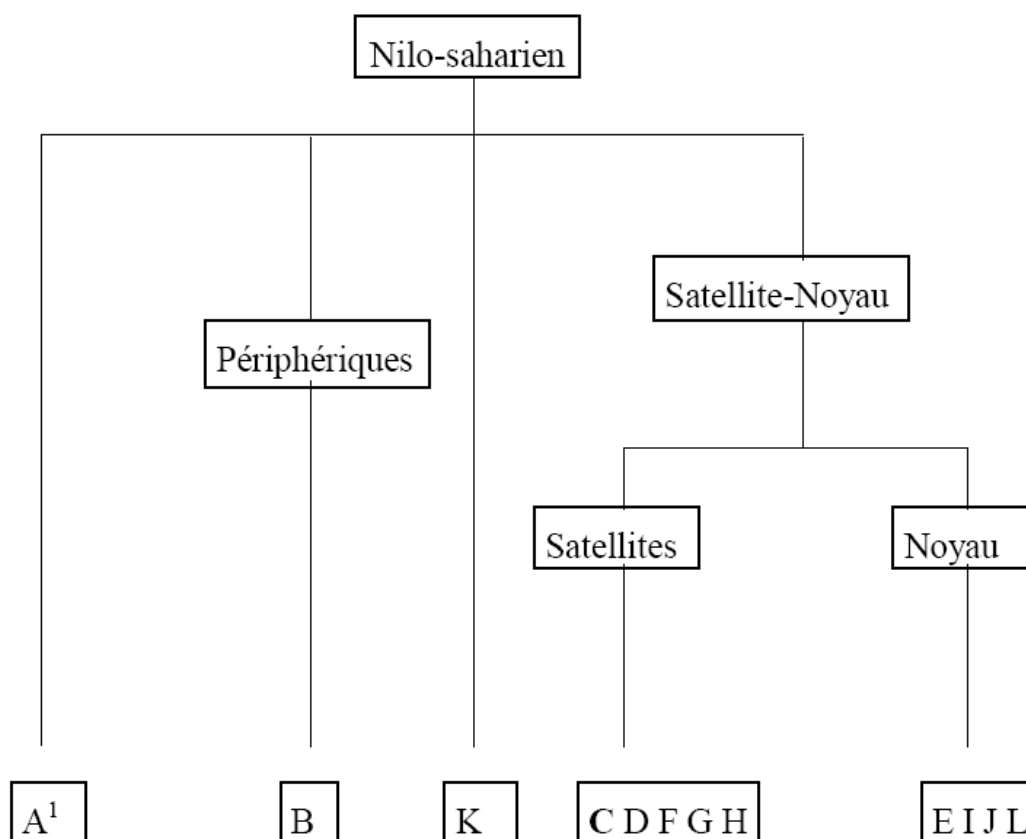 Nilo-saharien
Satellite-Noyau
Périphériques
Satellites
Noyau
A¹
B
K
C D F G H
E I J L